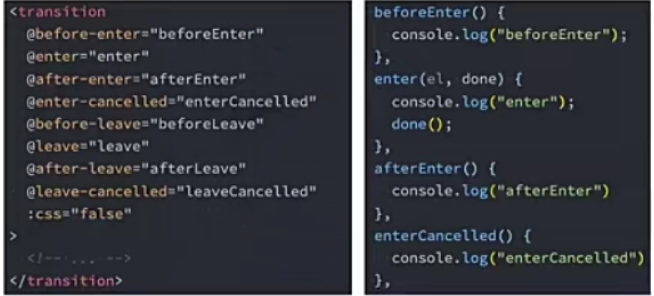 <transition
@before-enter="beforeEnter"
@enter="enter"
@after-enter="afterEnter"
@enter-cancelled="enterCancelled"
@before-leave="beforeLeave"
@leave="leave"
@after-leave="afterLeave"
@leave-cancelled="leaveCancelled"
:css="false"
>
<!-- ... -->
</transition>
beforeEnter() {
console.log("beforeEnter");
},
enter(el, done) {
console.log("enter");
done();
},
afterEnter() {
console.log("afterEnter")
},
enterCancelled() {
console.log("enterCancelled")
},